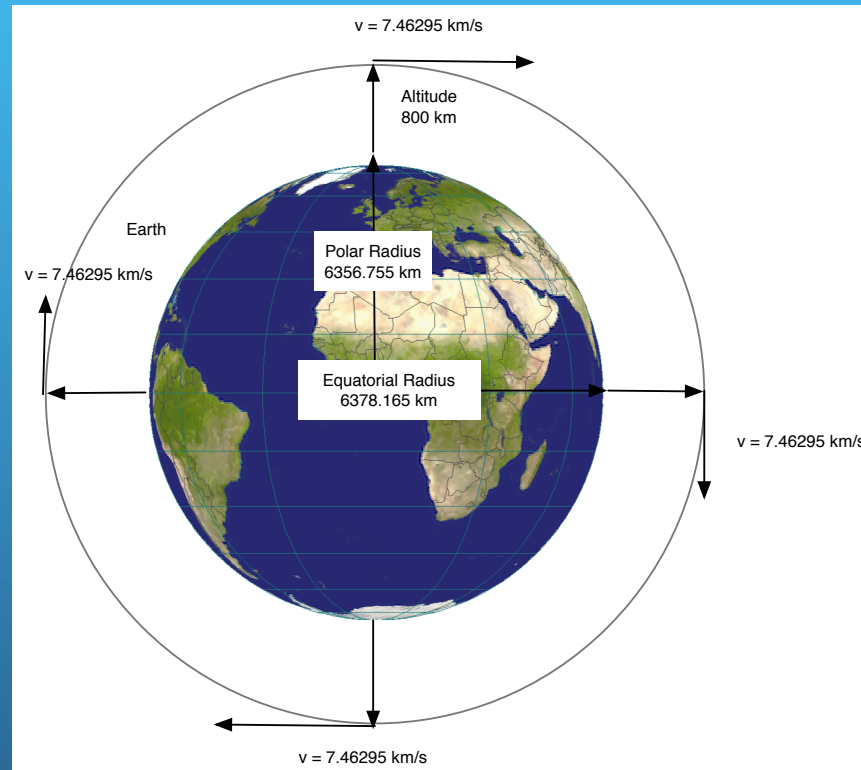 v = 7.46295 km/s
Altitude
800 km
Earth
Polar Radius
6356.755 km
v = 7.46295 km/s
Equatorial Radius
6378.165 km
v = 7.46295 km/s
v = 7.46295 km/s